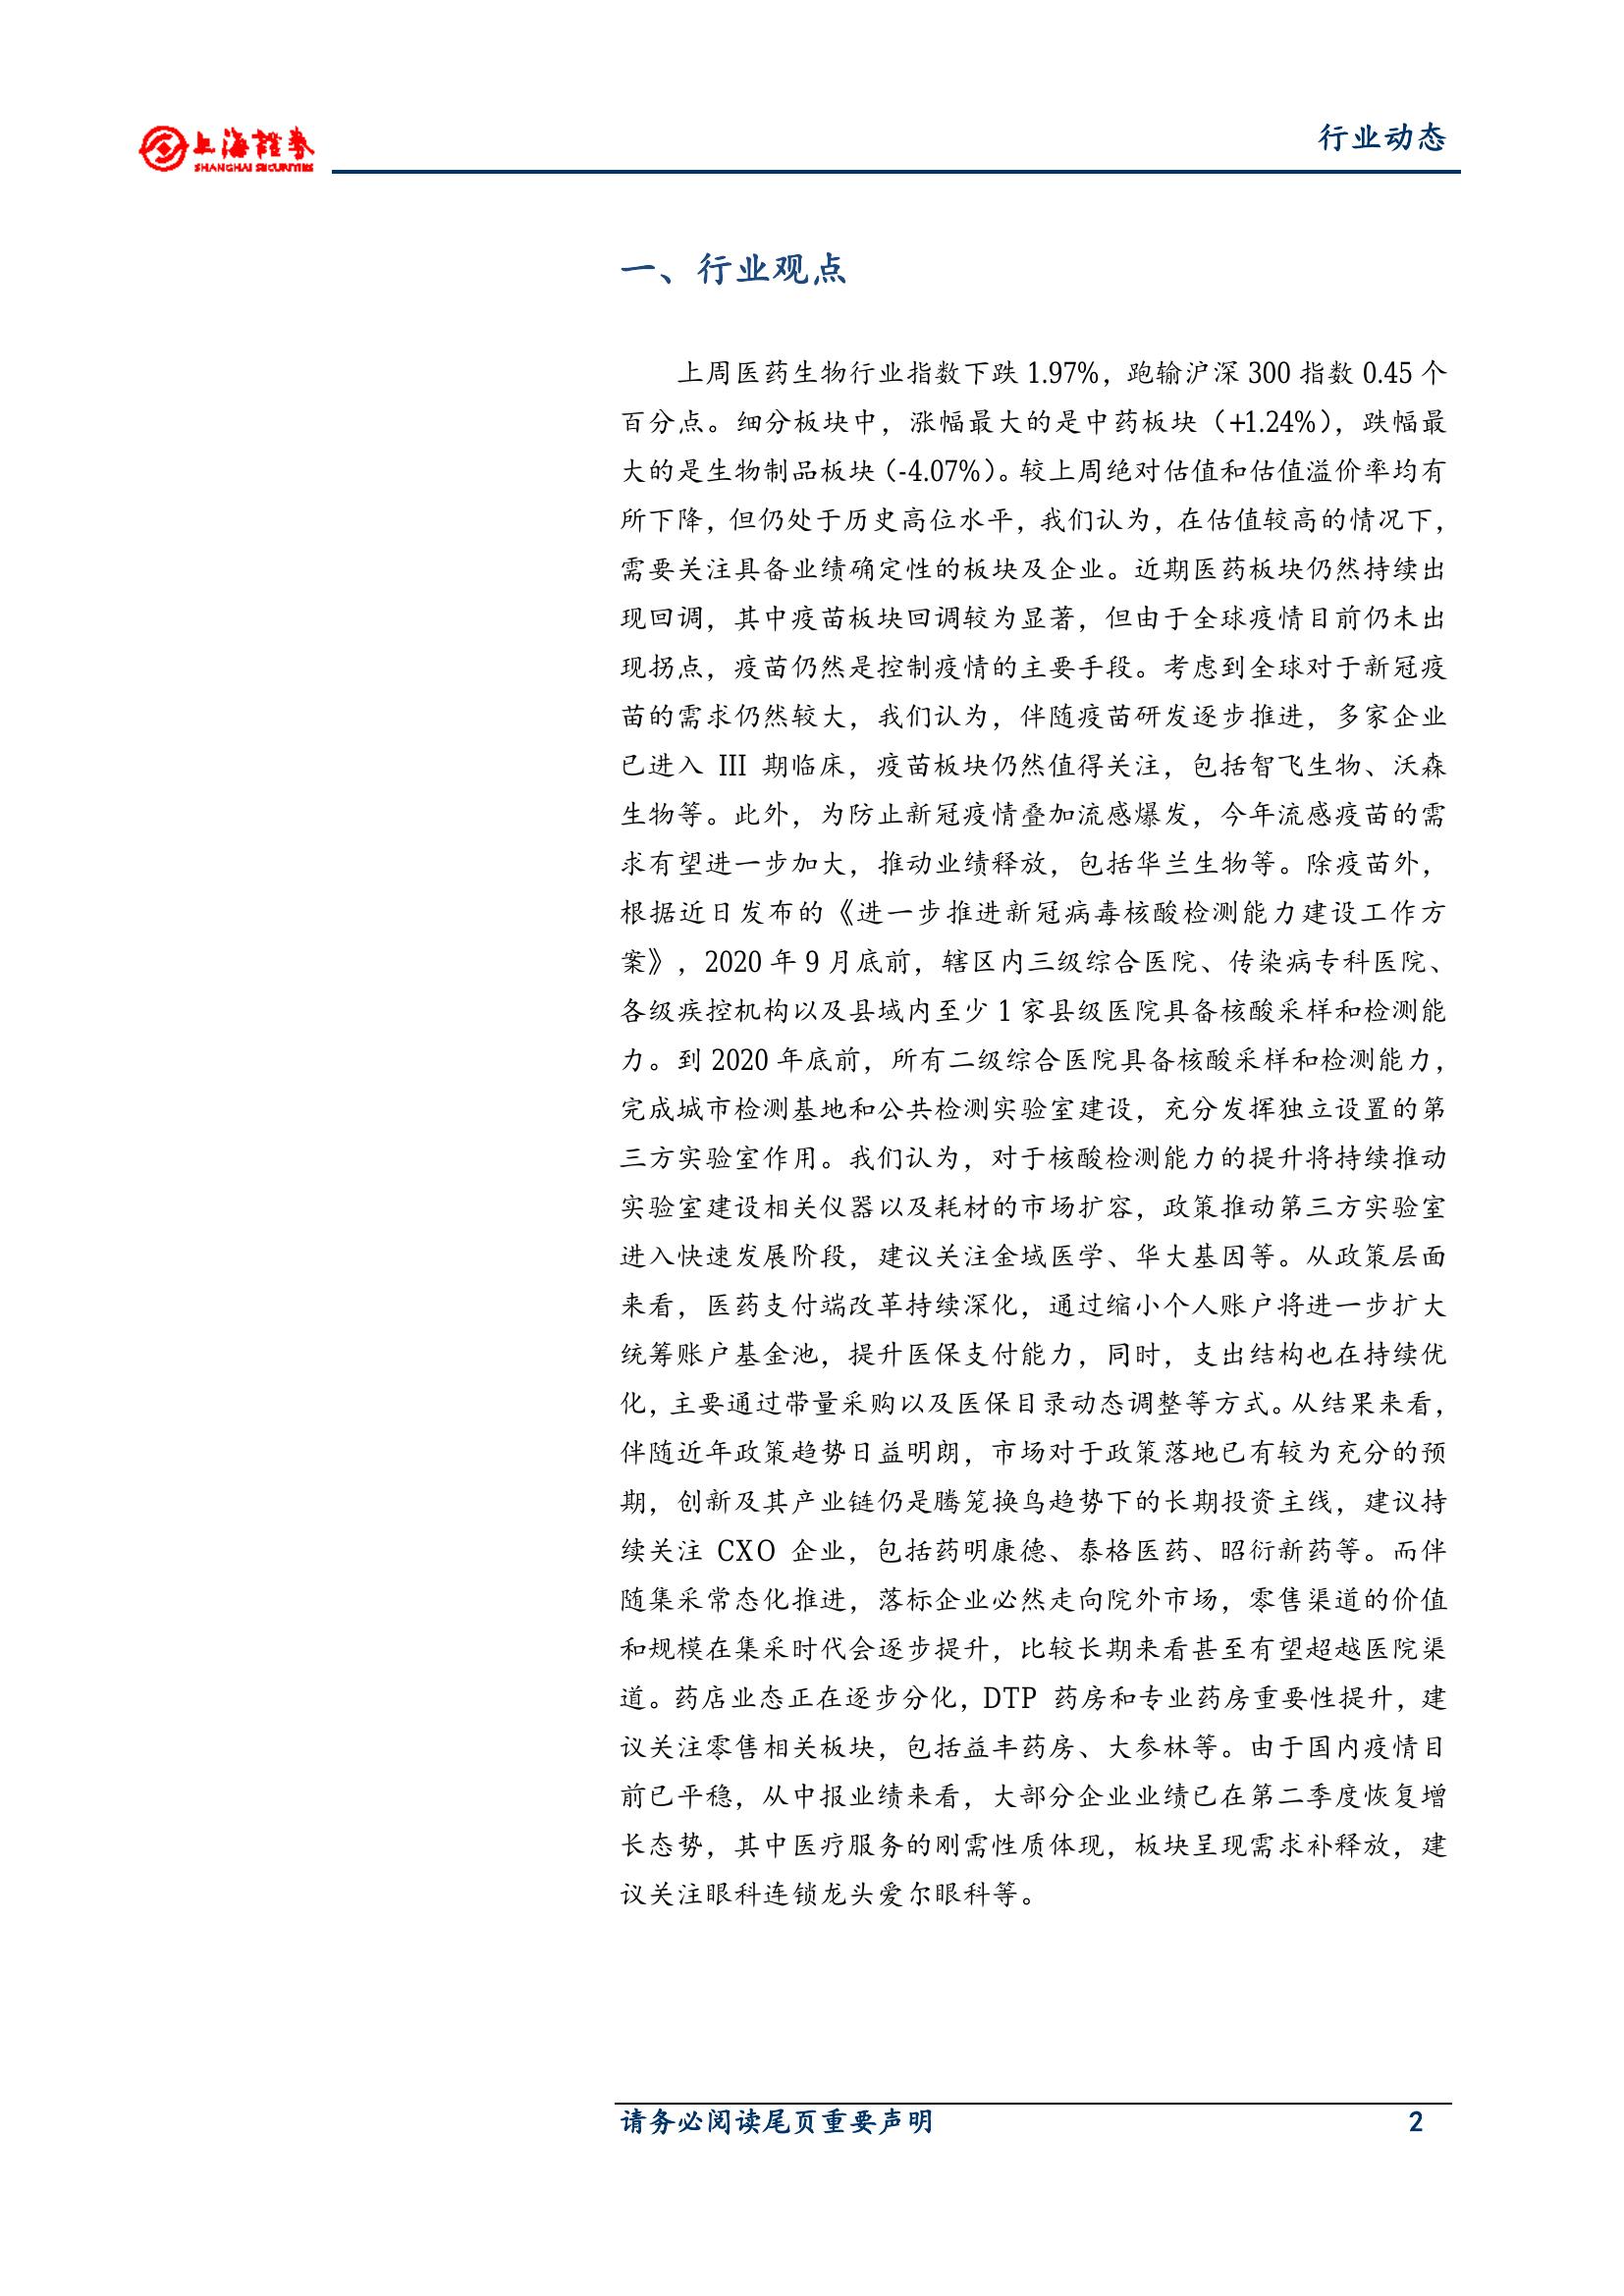 上海證券
SHANGHAI SECURITIES
行业动态
一、行业观点
上周医药生物行业指数下跌 1.97%，跑输沪深 300 指数 0.45 个
百分点。细分板块中，涨幅最大的是中药板块（+1.24%），跌幅最
大的是生物制品板块（-4.07%）。较上周绝对估值和估值溢价率均有
所下降，但仍处于历史高位水平，我们认为，在估值较高的情况下，
需要关注具备业绩确定性的板块及企业。近期医药板块仍然持续出
现回调，其中疫苗板块回调较为显著，但由于全球疫情目前仍未出
现拐点，疫苗仍然是控制疫情的主要手段。考虑到全球对于新冠疫
苗的需求仍然较大，我们认为，伴随疫苗研发逐步推进，多家企业
已进入 III 期临床，疫苗板块仍然值得关注，包括智飞生物、沃森
生物等。此外，为防止新冠疫情叠加流感爆发，今年流感疫苗的需
求有望进一步加大，推动业绩释放，包括华兰生物等。除疫苗外，
根据近日发布的《进一步推进新冠病毒核酸检测能力建设工作方
案》，2020 年 9 月底前，辖区内三级综合医院、传染病专科医院、
各级疾控机构以及县域内至少 1 家县级医院具备核酸采样和检测能
力。到 2020 年底前，所有二级综合医院具备核酸采样和检测能力，
完成城市检测基地和公共检测实验室建设，充分发挥独立设置的第
三方实验室作用。我们认为，对于核酸检测能力的提升将持续推动
实验室建设相关仪器以及耗材的市场扩容，政策推动第三方实验室
进入快速发展阶段，建议关注金域医学、华大基因等。从政策层面
来看，医药支付端改革持续深化，通过缩小个人账户将进一步扩大
统筹账户基金池，提升医保支付能力，同时，支出结构也在持续优
化，主要通过带量采购以及医保目录动态调整等方式。从结果来看，
伴随近年政策趋势日益明朗，市场对于政策落地已有较为充分的预
期，创新及其产业链仍是腾笼换鸟趋势下的长期投资主线，建议持
续关注 CXO 企业，包括药明康德、泰格医药、昭衍新药等。而伴
随集采常态化推进，落标企业必然走向院外市场，零售渠道的价值
和规模在集采时代会逐步提升，比较长期来看甚至有望超越医院渠
道。药店业态正在逐步分化，DTP 药房和专业药房重要性提升，建
议关注零售相关板块，包括益丰药房、大参林等。由于国内疫情目
前已平稳，从中报业绩来看，大部分企业业绩已在第二季度恢复增
长态势，其中医疗服务的刚需性质体现，板块呈现需求补释放，建
议关注眼科连锁龙头爱尔眼科等。
请务必阅读尾页重要声明 2